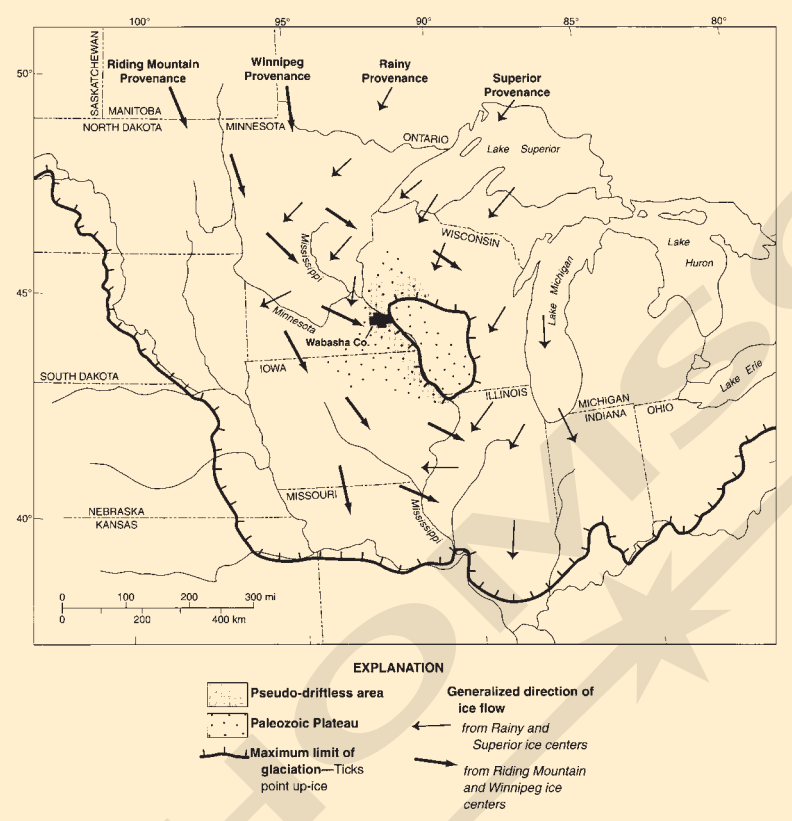 100° 95° 90° 85° 80°
50°
45°
40°
SASKATCHEWAN
Riding Mountain
Provenance
Winnipeg
Provenance
Rainy
Provenance
Superior
Provenance
MANITOBA
NORTH DAKOTA
MINNESOTA
ONTARIO
Lake Superior
WISCONSIN
Mississippi
Lake Michigan
Lake
Huron
Minnesota
Wabasha Co.
IOWA
SOUTH DAKOTA
ILLINOIS
MICHIGAN
INDIANA
OHIO
Lake Erie
MISSOURI
Mississippi
NEBRASKA
KANSAS
0 100 200 300 mi
0 200 400 km
EXPLANATION
Pseudo-driftless area
Paleozoic Plateau
Maximum limit of
glaciation—Ticks
point up-ice
Generalized direction of
ice flow
from Rainy and
Superior ice centers
from Riding Mountain
and Winnipeg ice
centers
HOMSO